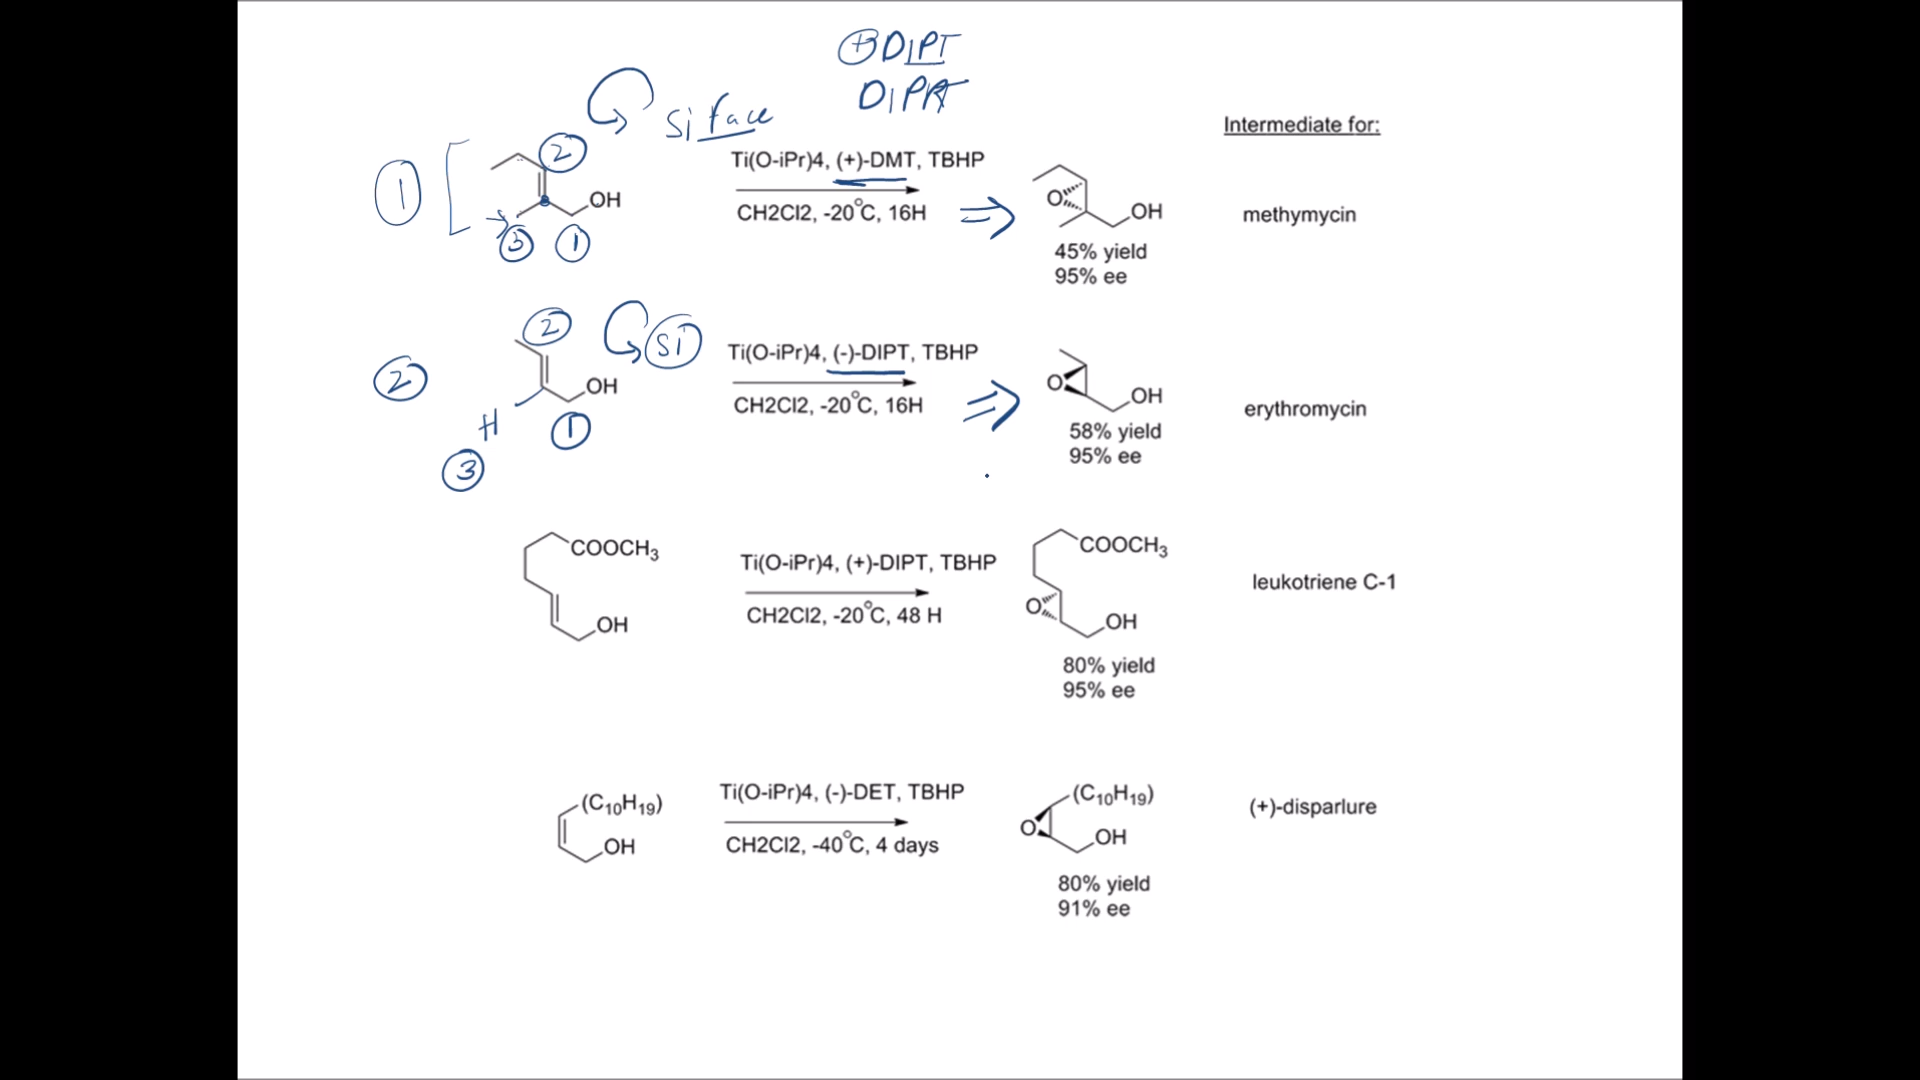 ⊕DIPT
DIPA
Si face
Intermediate for:
1
2
OH
3
1
Ti(O-iPr)4, (+)-DMT, TBHP
CH2Cl2, -20°C, 16H
O
OH
45% yield
95% ee
methymycin
2
2
Si
OH
H
1
3
Ti(O-iPr)4, (-)-DIPT, TBHP
CH2Cl2, -20°C, 16H
O
OH
58% yield
95% ee
erythromycin
COOCH3
OH
Ti(O-iPr)4, (+)-DIPT, TBHP
CH2Cl2, -20°C, 48 H
COOCH3
O
OH
80% yield
95% ee
leukotriene C-1
(C10H19)
OH
Ti(O-iPr)4, (-)-DET, TBHP
CH2Cl2, -40°C, 4 days
(C10H19)
O
OH
80% yield
91% ee
(+)-disparlure